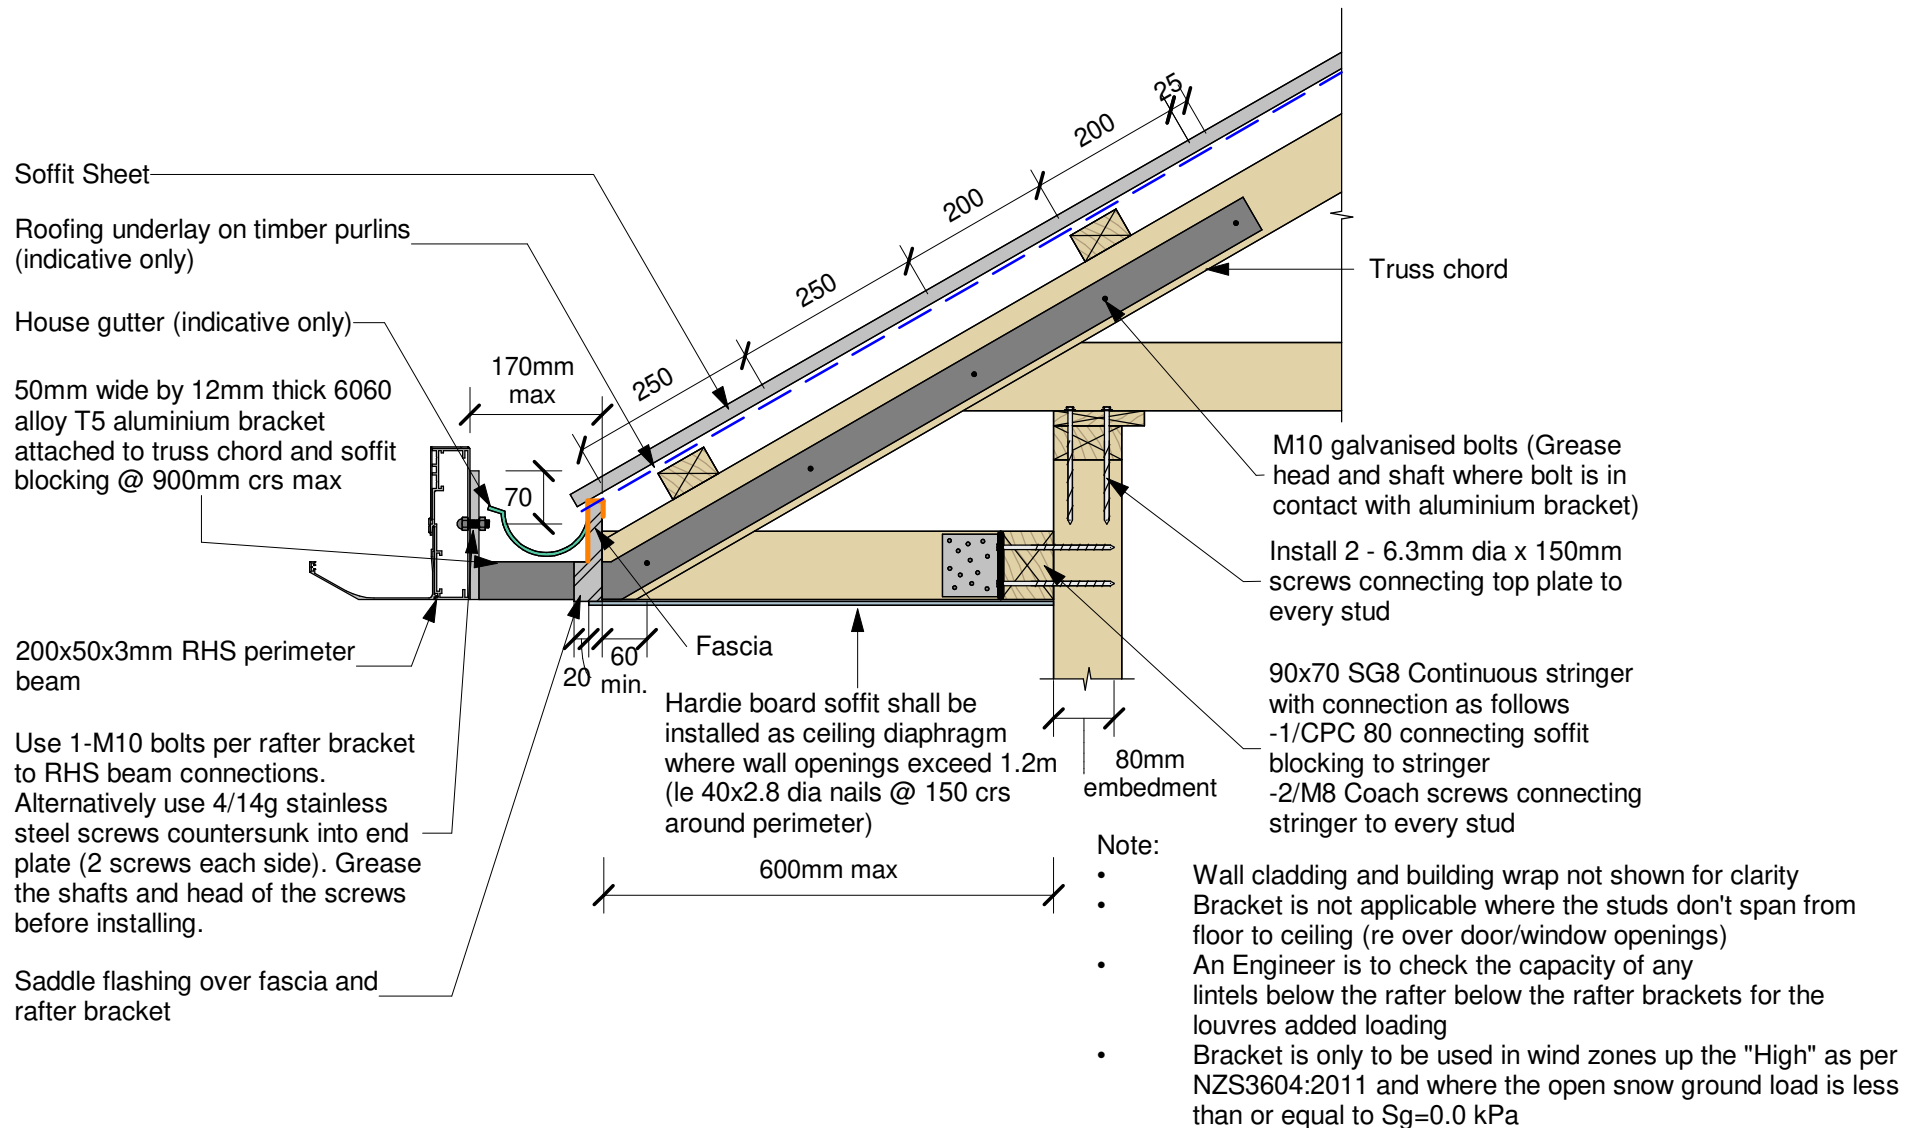 Soffit Sheet
Roofing underlay on timber purlins
(indicative only)
House gutter (indicative only)
50mm wide by 12mm thick 6060
alloy T5 aluminium bracket
attached to truss chord and soffit
blocking @ 900mm crs max
200x50x3mm RHS perimeter
beam
Use 1-M10 bolts per rafter bracket
to RHS beam connections.
Alternatively use 4/14g stainless
steel screws countersunk into end
plate (2 screws each side). Grease
the shafts and head of the screws
before installing.
Saddle flashing over fascia and
rafter bracket
170mm
max
70
250
250
200
200
25
20
60
min.
Fascia
Hardie board soffit shall be
installed as ceiling diaphragm
where wall openings exceed 1.2m
(le 40x2.8 dia nails @ 150 crs
around perimeter)
600mm max
80mm
embedment
Truss chord
M10 galvanised bolts (Grease
head and shaft where bolt is in
contact with aluminium bracket)
Install 2 - 6.3mm dia x 150mm
screws connecting top plate to
every stud
90x70 SG8 Continuous stringer
with connection as follows
-1/CPC 80 connecting soffit
blocking to stringer
-2/M8 Coach screws connecting
stringer to every stud
Note:
• Wall cladding and building wrap not shown for clarity
• Bracket is not applicable where the studs don't span from
floor to ceiling (re over door/window openings)
• An Engineer is to check the capacity of any
lintels below the rafter below the rafter brackets for the
louvres added loading
• Bracket is only to be used in wind zones up the "High" as per
NZS3604:2011 and where the open snow ground load is less
than or equal to Sg=0.0 kPa